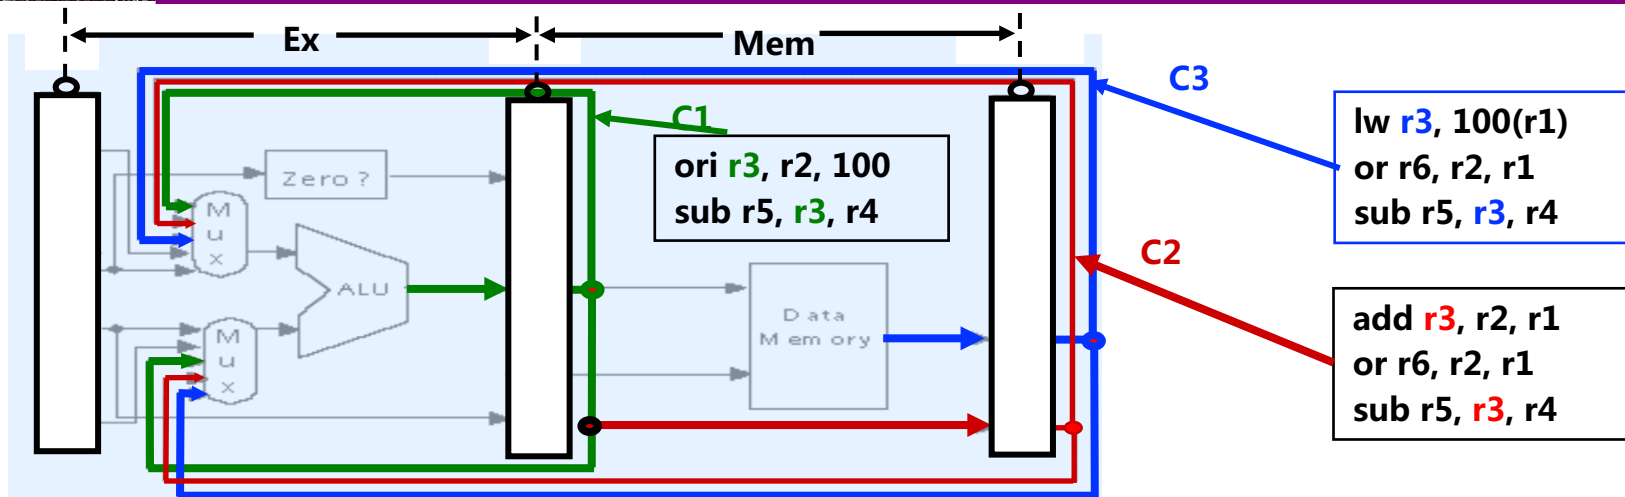 Ex
Mem
C3
C1
lw r3, 100(r1)
or r6, r2, r1
sub r5, r3, r4
ori r3, r2, 100
sub r5, r3, r4
Zero ?
M
u
x
ALU
C2
Data
Memory
add r3, r2, r1
or r6, r2, r1
sub r5, r3, r4
M
u
x